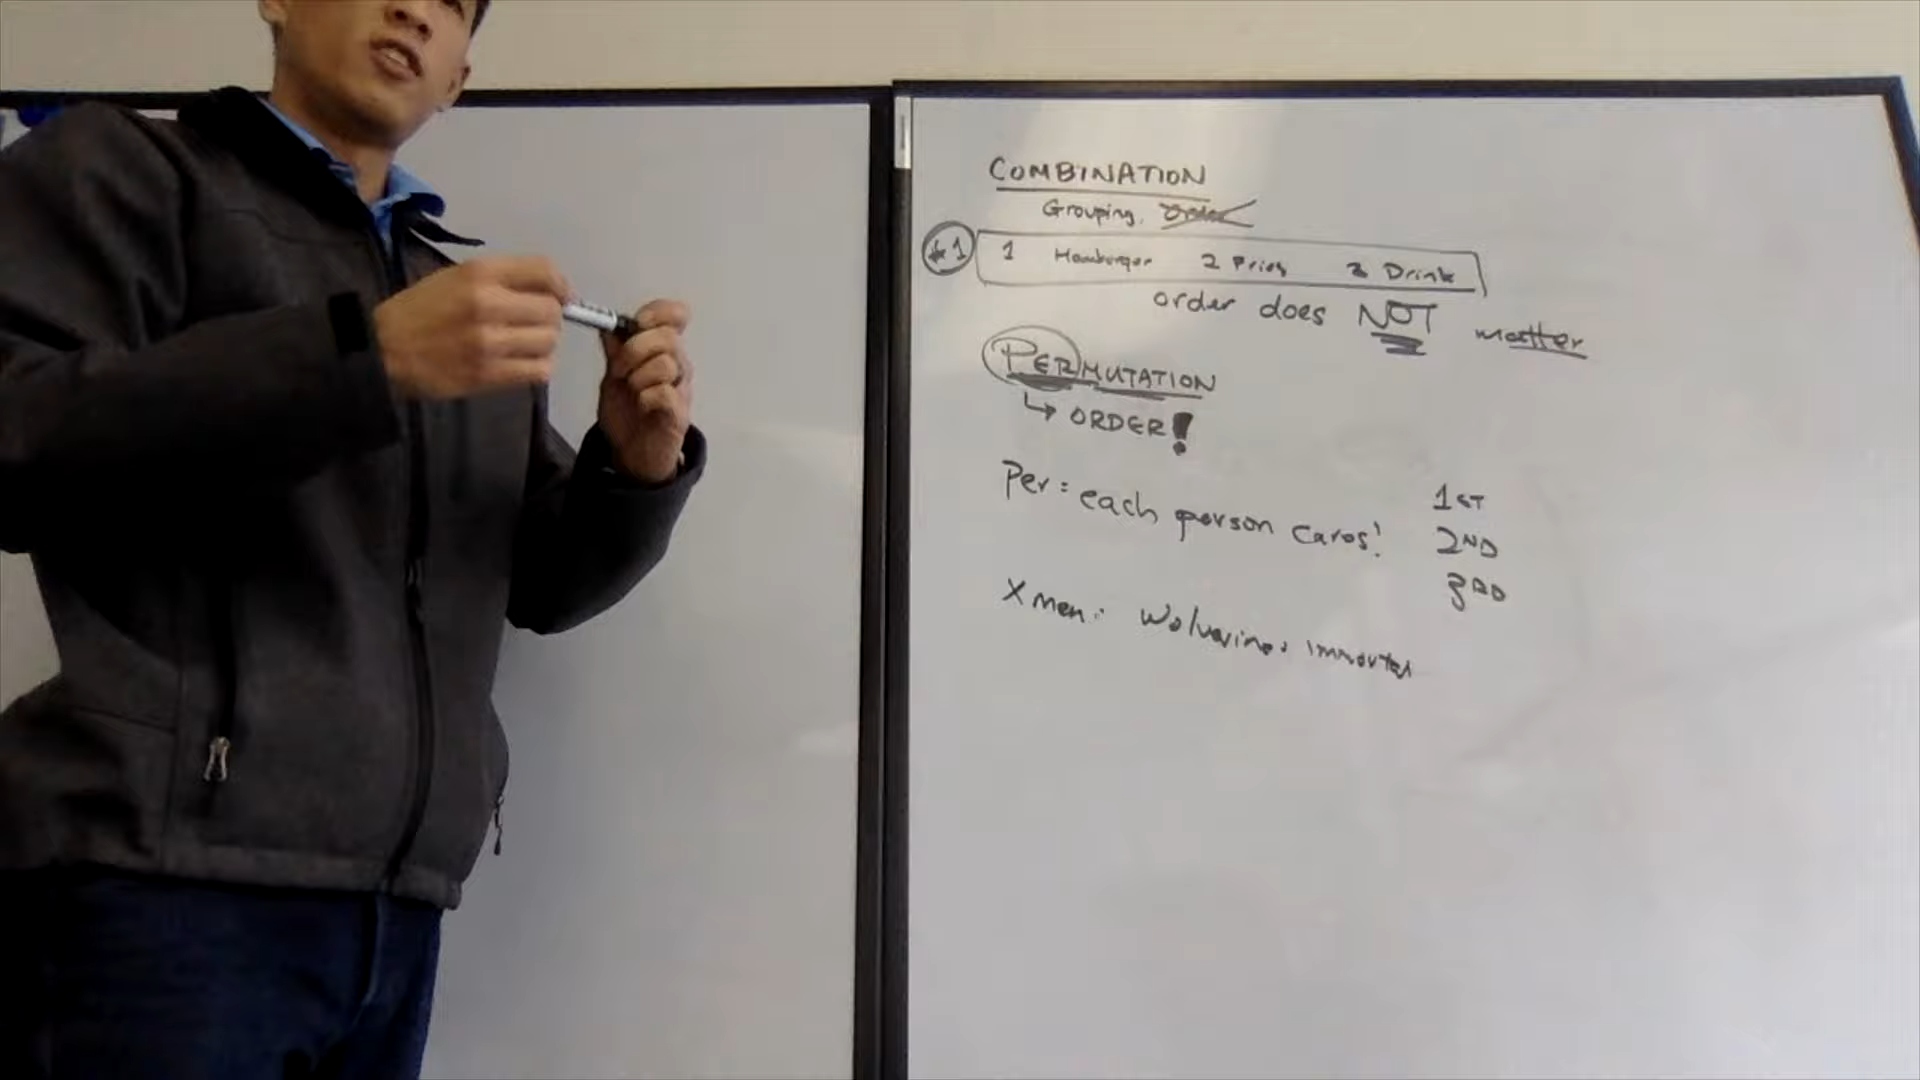 COMBINATION
Grouping, Order
#1 1 Hamburger 2 Fries 3 Drink
order does NOT matter
PERMUTATION
↳ ORDER!
Per: each person cares!
1ST
2ND
3RD
X men: Wolverine: immortal